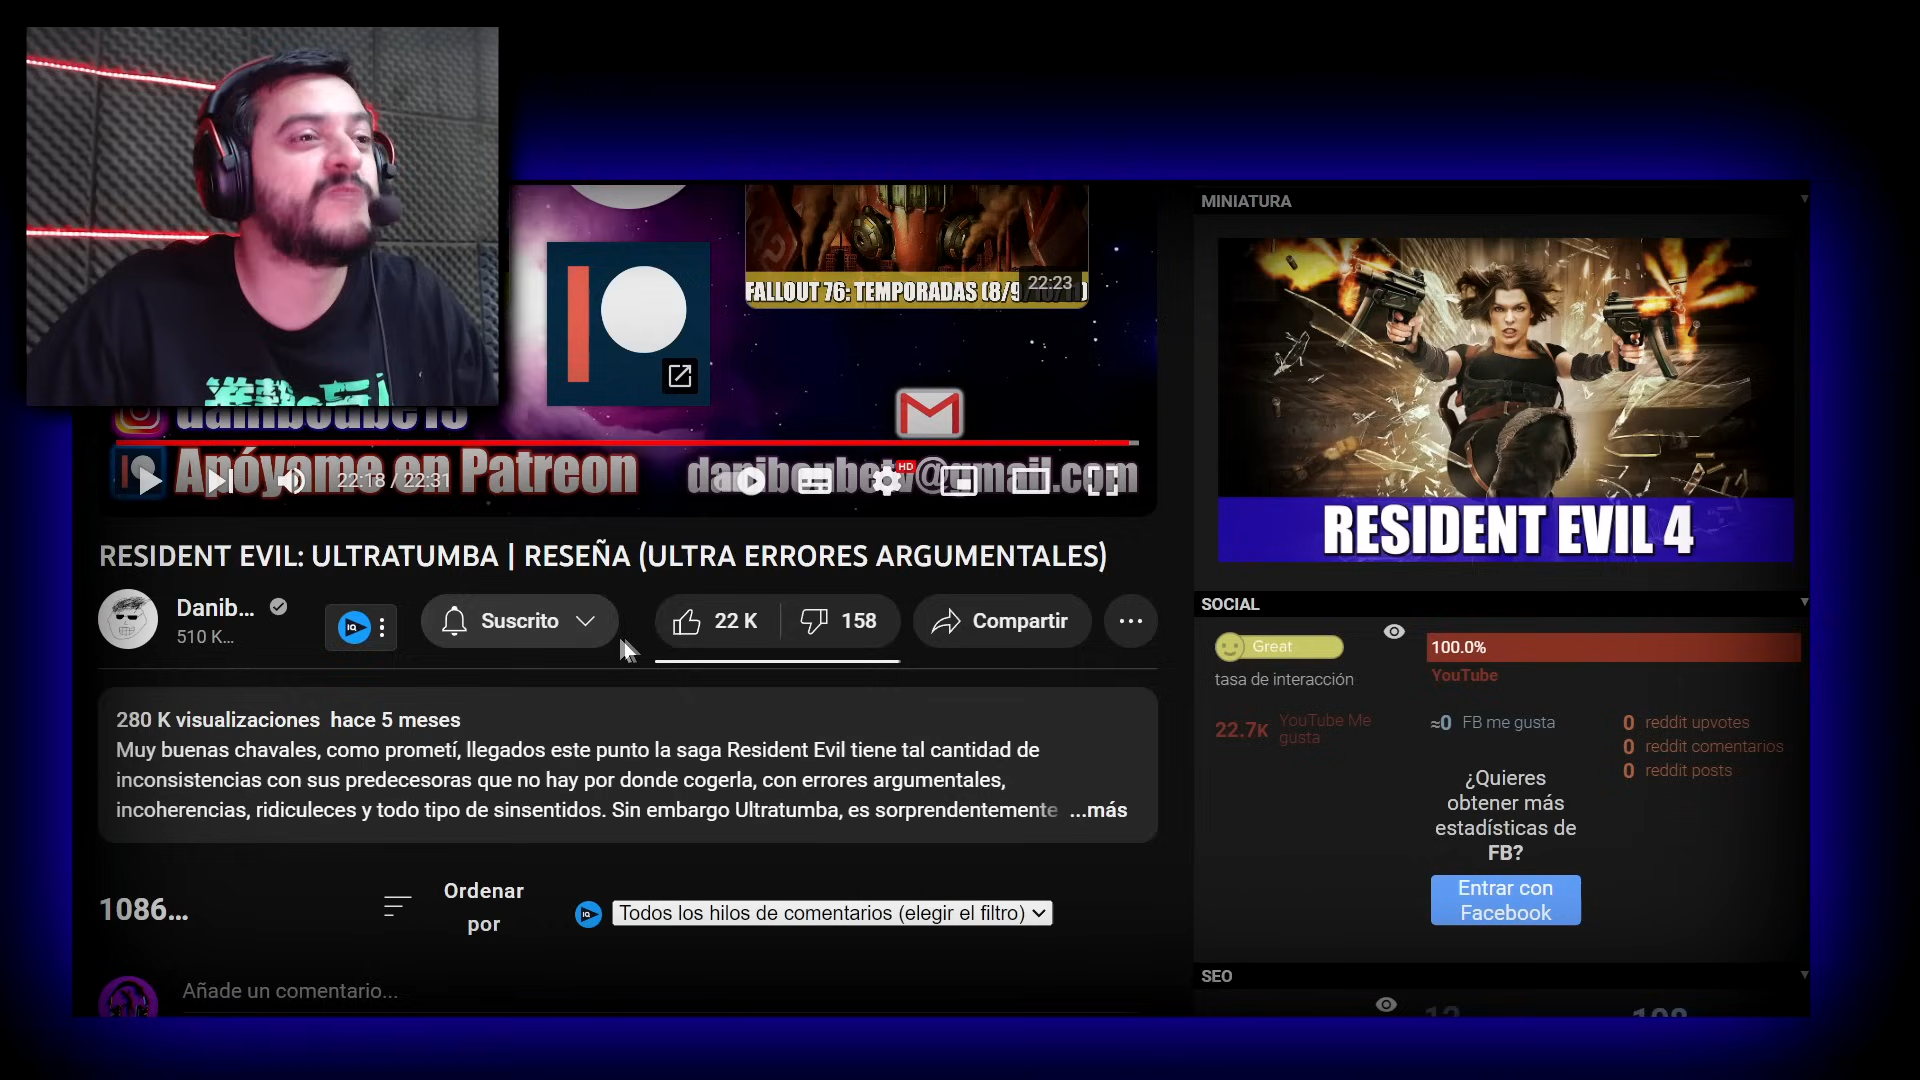 FALLOUT 76: TEMPORADAS (8/9
22:23
Apóyame en Patreon
22:18 / 22:31
HD
RESIDENT EVIL: ULTRATUMBA | RESEÑA (ULTRA ERRORES ARGUMENTALES)
Danib...
510 K...
IQ
Suscrito
22 K
158
Compartir
280 K visualizaciones hace 5 meses
Muy buenas chavales, como prometí, llegados este punto la saga Resident Evil tiene tal cantidad de
inconsistencias con sus predecesoras que no hay por donde cogerla, con errores argumentales,
incoherencias, ridiculeces y todo tipo de sinsentidos. Sin embargo Ultratumba, es sorprendentemente ...más
1086...
Ordenar
por
IQ
Todos los hilos de comentarios (elegir el filtro)
Añade un comentario...
MINIATURA
RESIDENT EVIL 4
SOCIAL
Great
tasa de interacción
100.0%
YouTube
22.7K
YouTube Me
gusta
≈0 FB me gusta
0 reddit upvotes
0 reddit comentarios
0 reddit posts
¿Quieres
obtener más
estadísticas de
FB?
Entrar con
Facebook
SEO